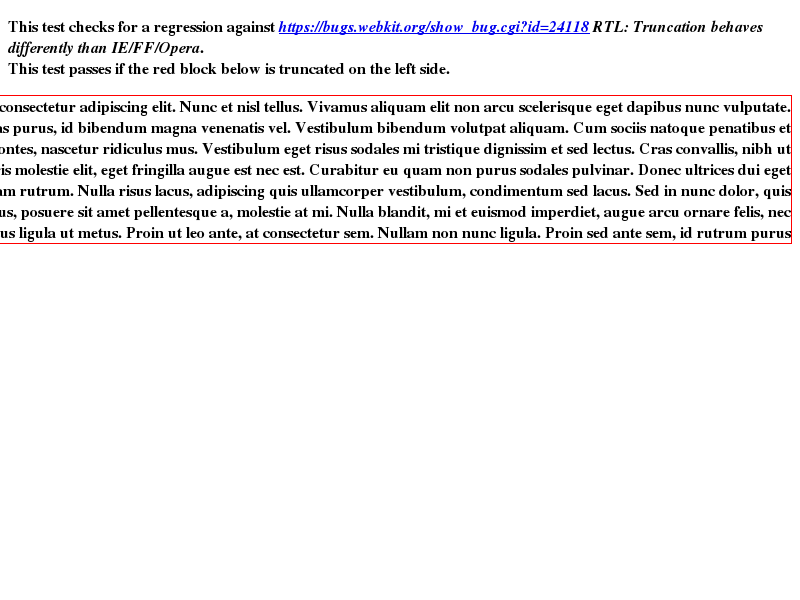 This test checks for a regression against https://bugs.webkit.org/show_bug.cgi?id=24118 RTL: Truncation behaves
differently than IE/FF/Opera.
This test passes if the red block below is truncated on the left side.
consectetur adipiscing elit. Nunc et nisl tellus. Vivamus aliquam elit non arcu scelerisque eget dapibus nunc vulputate.
purus, id bibendum magna venenatis vel. Vestibulum bibendum volutpat aliquam. Cum sociis natoque penatibus et
nascetur ridiculus mus. Vestibulum eget risus sodales mi tristique dignissim et sed lectus. Cras convallis, nibh ut
molestie elit, eget fringilla augue est nec est. Curabitur eu quam non purus sodales pulvinar. Donec ultrices dui eget
rutrum. Nulla risus lacus, adipiscing quis ullamcorper vestibulum, condimentum sed lacus. Sed in nunc dolor, quis
posuere sit amet pellentesque a, molestie at mi. Nulla blandit, mi et euismod imperdiet, augue arcu ornare felis, nec
ligula ut metus. Proin ut leo ante, at consectetur sem. Nullam non nunc ligula. Proin sed ante sem, id rutrum purus